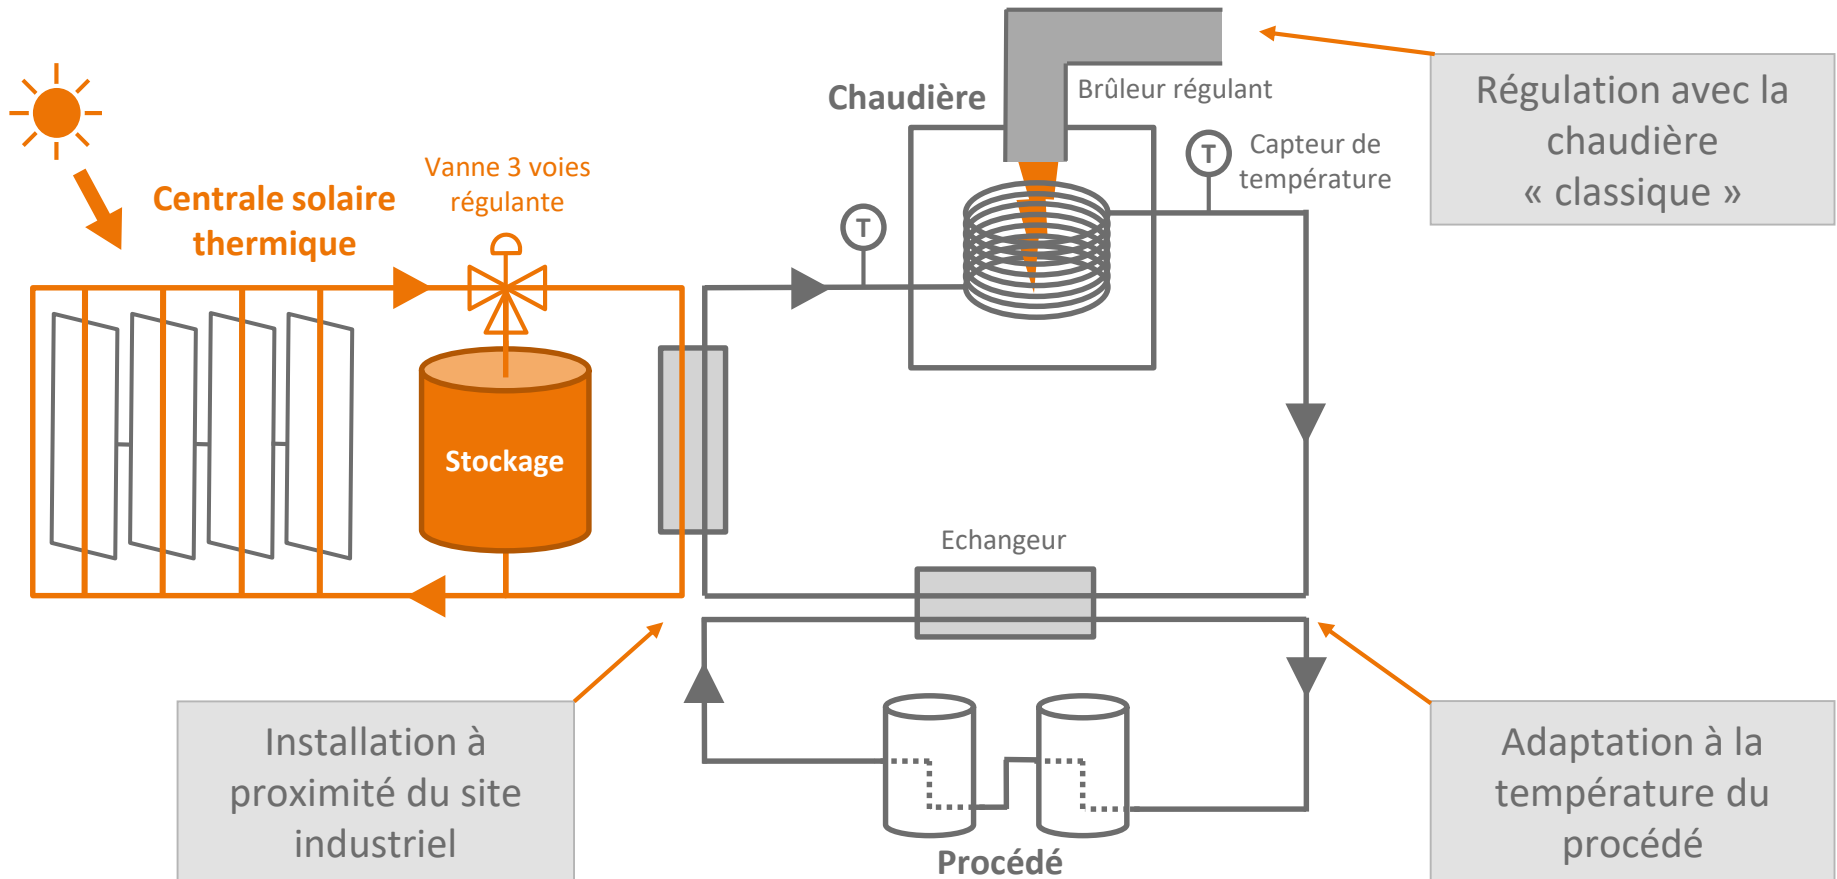 Chaudière
Brûleur régulant
Régulation avec la
chaudière
« classique »
Capteur de
température
T
T
Vanne 3 voies
régulante
Centrale solaire
thermique
Stockage
Echangeur
Installation à
proximité du site
industriel
Adaptation à la
température du
procédé
Procédé